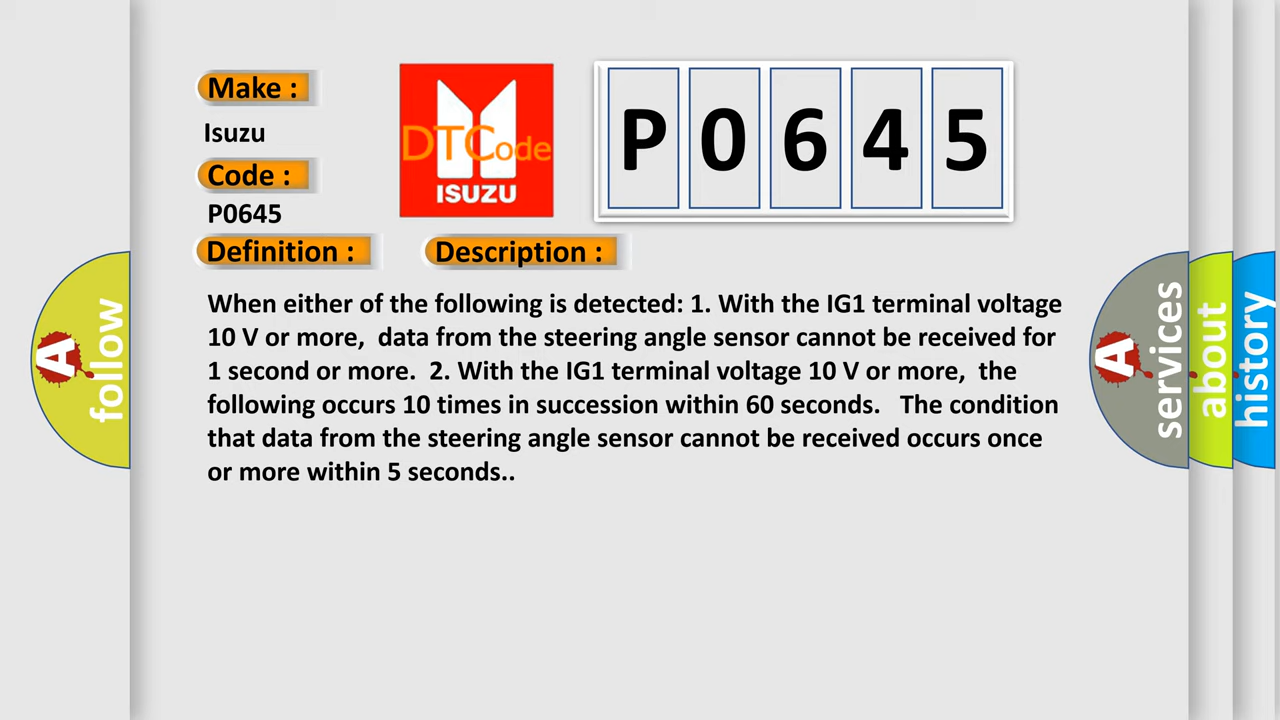 Make :
Isuzu
Code :
P0645
DTCode
ISUZU
P0645
Definition :
Description :
When either of the following is detected: 1. With the IG1 terminal voltage
10 V or more,  data from the steering angle sensor cannot be received for
1 second or more.  2. With the IG1 terminal voltage 10 V or more,  the
following occurs 10 times in succession within 60 seconds.   The condition
that data from the steering angle sensor cannot be received occurs once
or more within 5 seconds..
A follow
A services
about
history